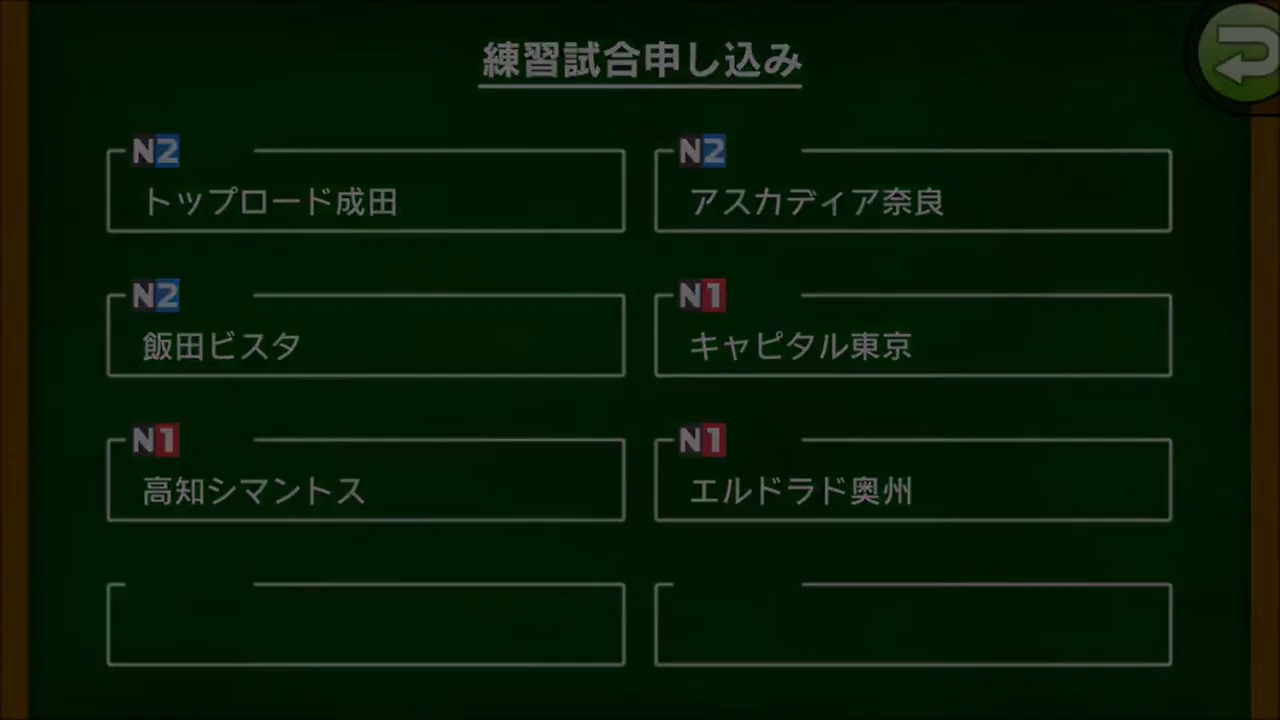 練習試合申し込み
N2
トップロード成田
N2
アスカディア奈良
N2
飯田ビスタ
N1
キャピタル東京
N1
高知シマントス
N1
エルドラド奥州